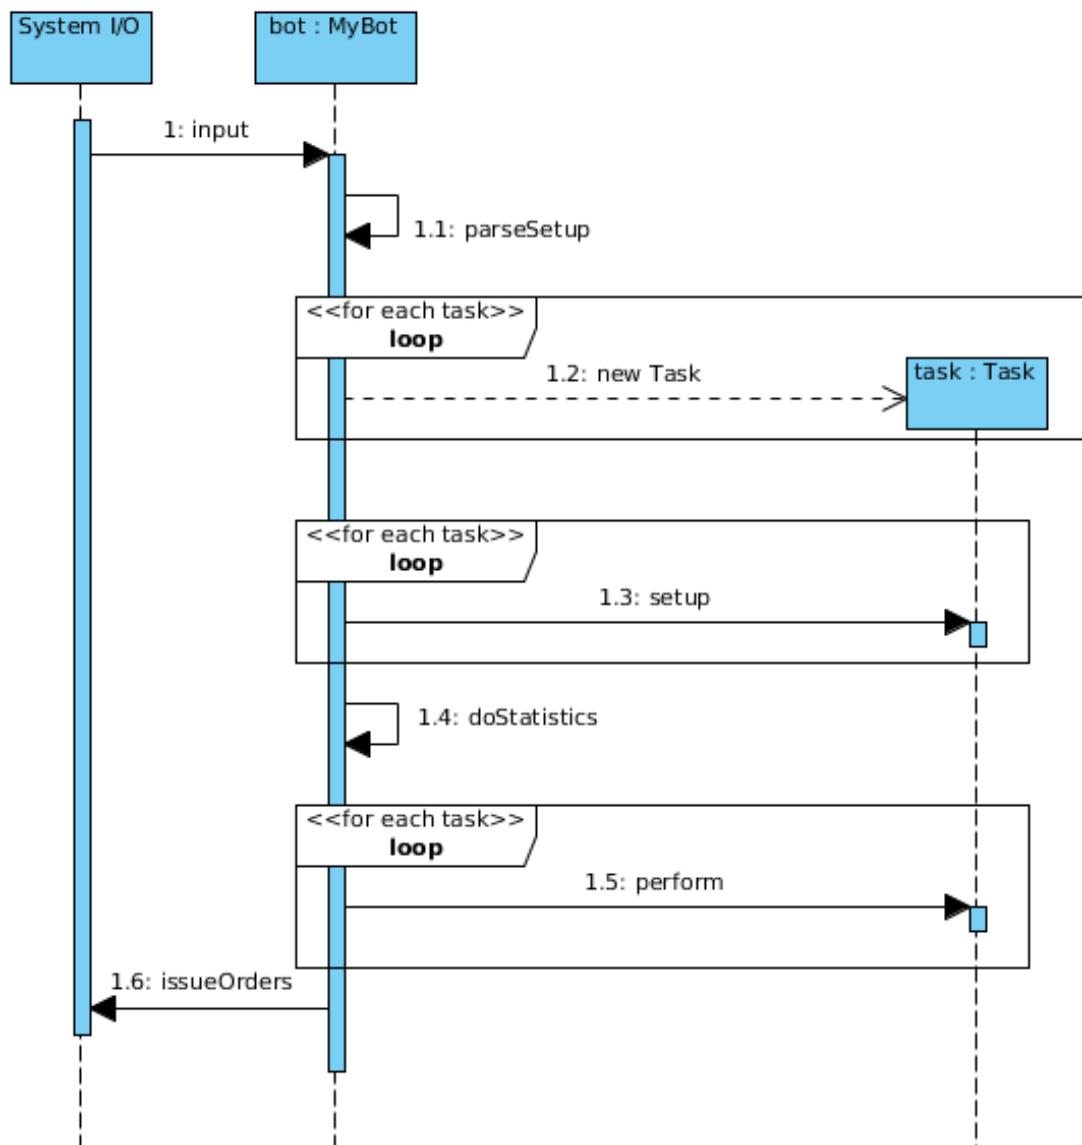 System I/O
bot : MyBot
1: input
1.1: parseSetup
<<for each task>>
loop
1.2: new Task
task : Task
<<for each task>>
loop
1.3: setup
1.4: doStatistics
<<for each task>>
loop
1.5: perform
1.6: issueOrders